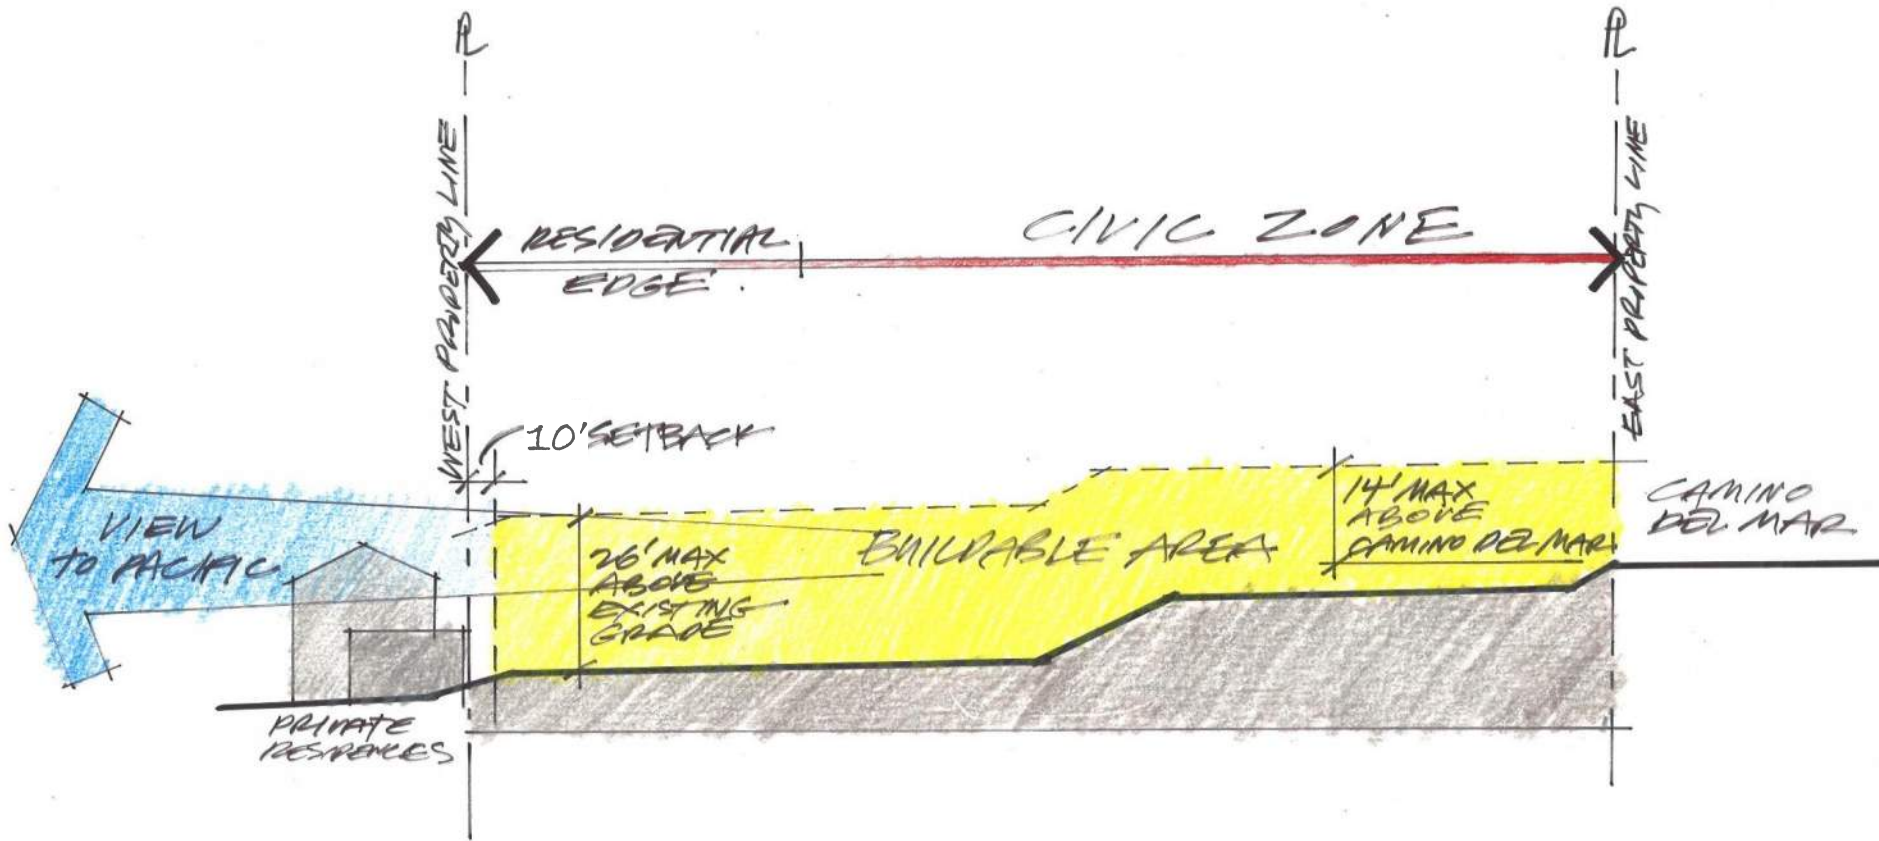 PL
PL
WEST PROPERTY LINE
EAST PROPERTY LINE
RESIDENTIAL
EDGE.
CIVIC ZONE
10' SETBACK
VIEW
TO PACIFIC
26' MAX
ABOVE
EXISTING
GRADE
BUILDABLE AREA
14' MAX
ABOVE
CAMINO DEL MAR
CAMINO
DEL MAR
PRIVATE
RESIDENCES